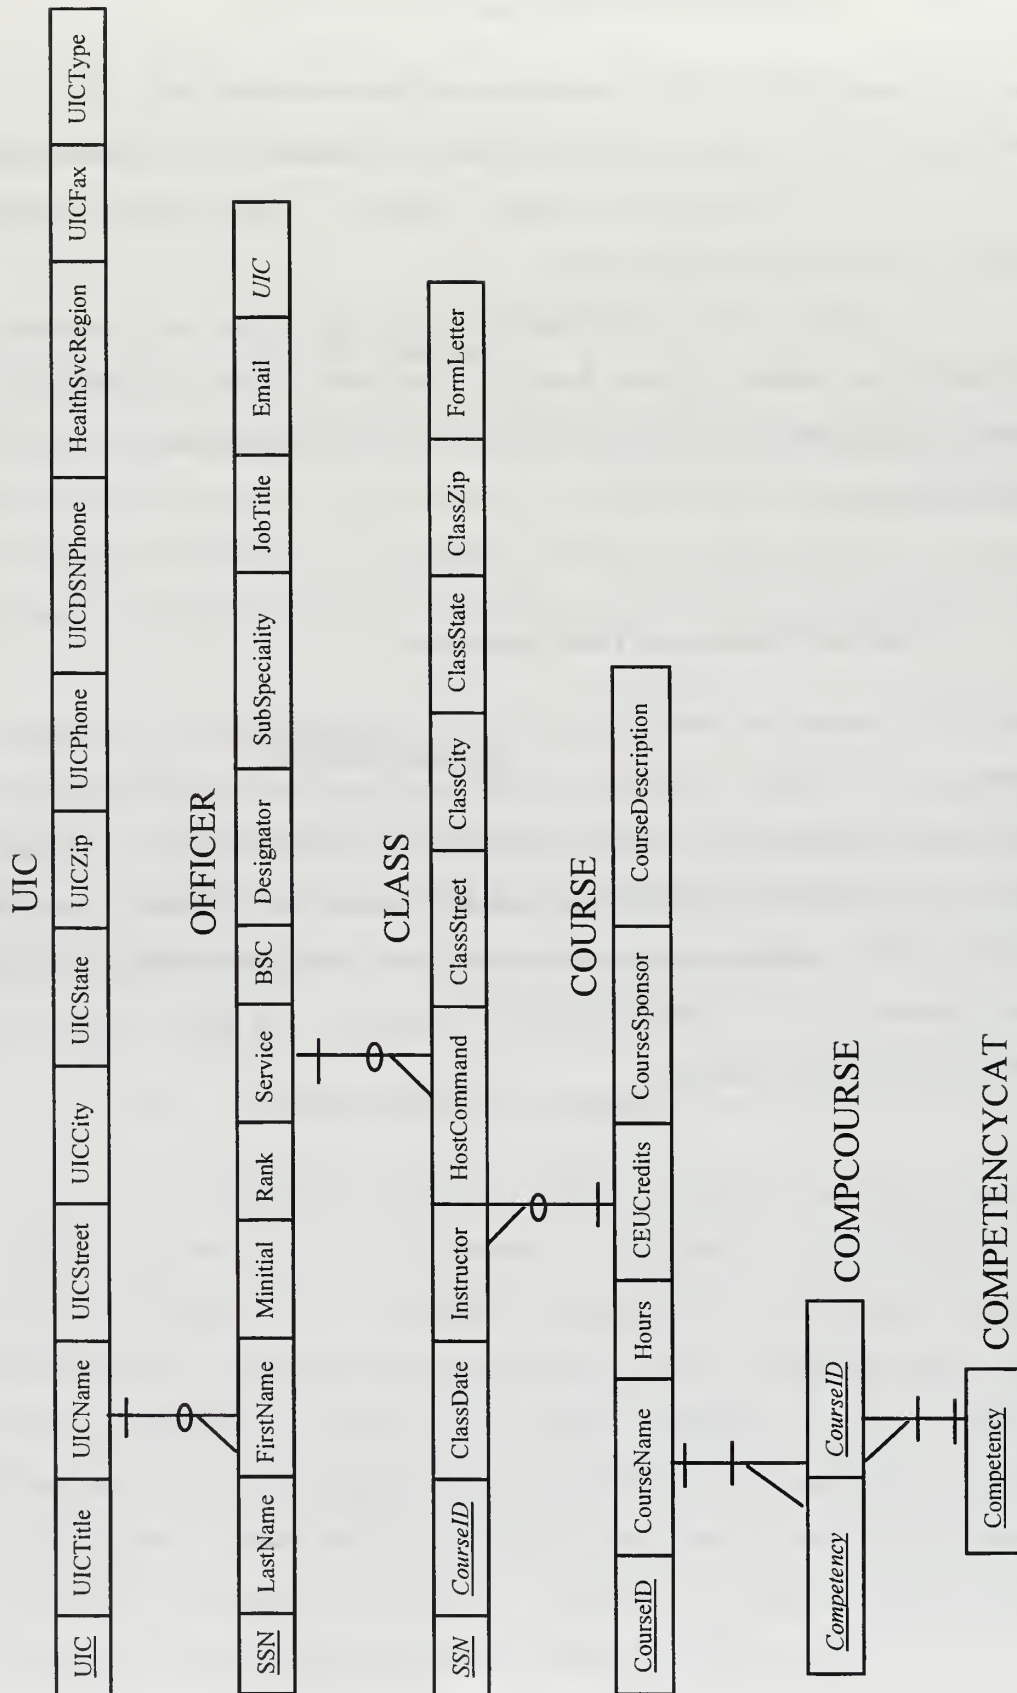 UIC
UIC UICTitle UICName UICStreet UICCity UICState UICZip UICPhone UICDSNPhone HealthSvcRegion UICFax UICType
OFFICER
SSN LastName FirstName Minitial Rank Service BSC Designator SubSpeciality JobTitle Email UIC
CLASS
SSN CourseID ClassDate Instructor HostCommand ClassStreet ClassCity ClassState ClassZip FormLetter
COURSE
CourseID CourseName Hours CEUCredits CourseSponsor CourseDescription
COMPCOURSE
Competency CourseID
COMPETENCYCAT
Competency